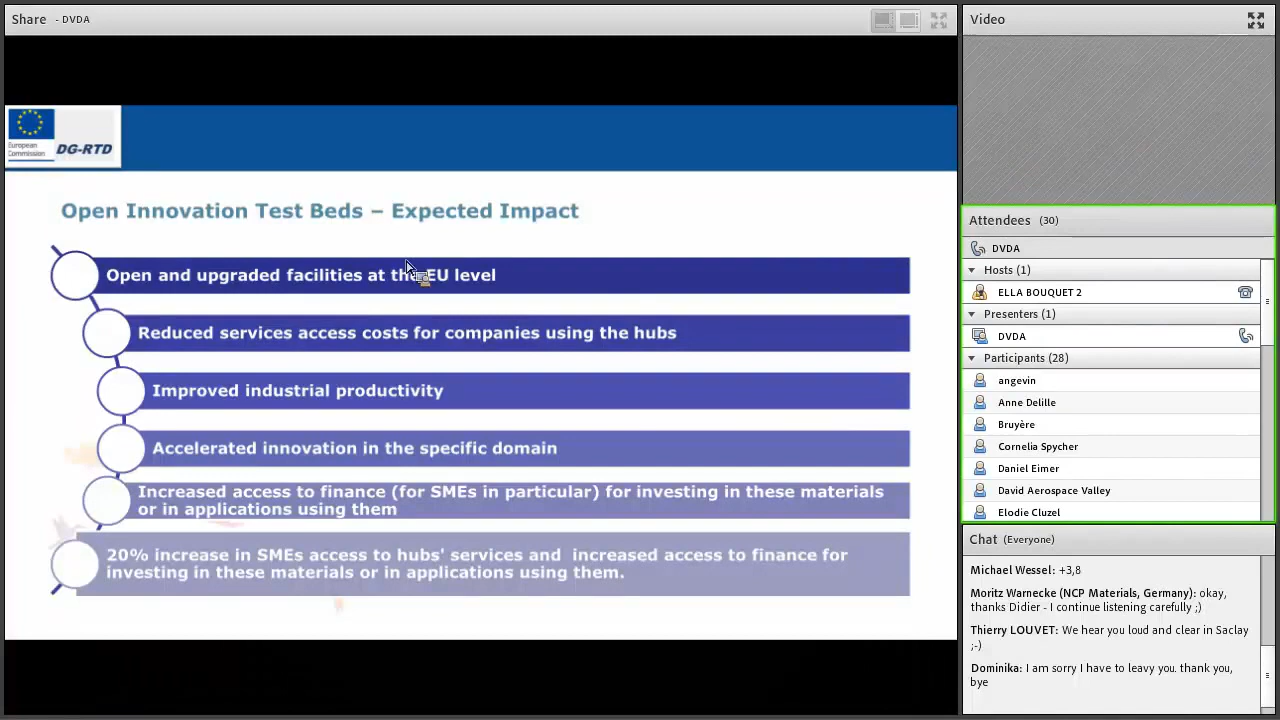 Share - DVDA
European
Commission
DG-RTD
Open Innovation Test Beds – Expected Impact
Open and upgraded facilities at the EU level
Reduced services access costs for companies using the hubs
Improved industrial productivity
Accelerated innovation in the specific domain
Increased access to finance (for SMEs in particular) for investing in these materials
or in applications using them
20% increase in SMEs access to hubs' services and increased access to finance for
investing in these materials or in applications using them.
Video
Attendees (30)
DVDA
Hosts (1)
ELLA BOUQUET 2
Presenters (1)
DVDA
Participants (28)
angevin
Anne Delille
Bruyère
Cornelia Spycher
Daniel Eimer
David Aerospace Valley
Elodie Cluzel
Chat (Everyone)
Michael Wessel: +3,8
Moritz Warnecke (NCP Materials, Germany): okay,
thanks Didier - I continue listening carefully ;)
Thierry LOUVET: We hear you loud and clear in Saclay
;-)
Dominika: I am sorry I have to leave you. thank you,
bye